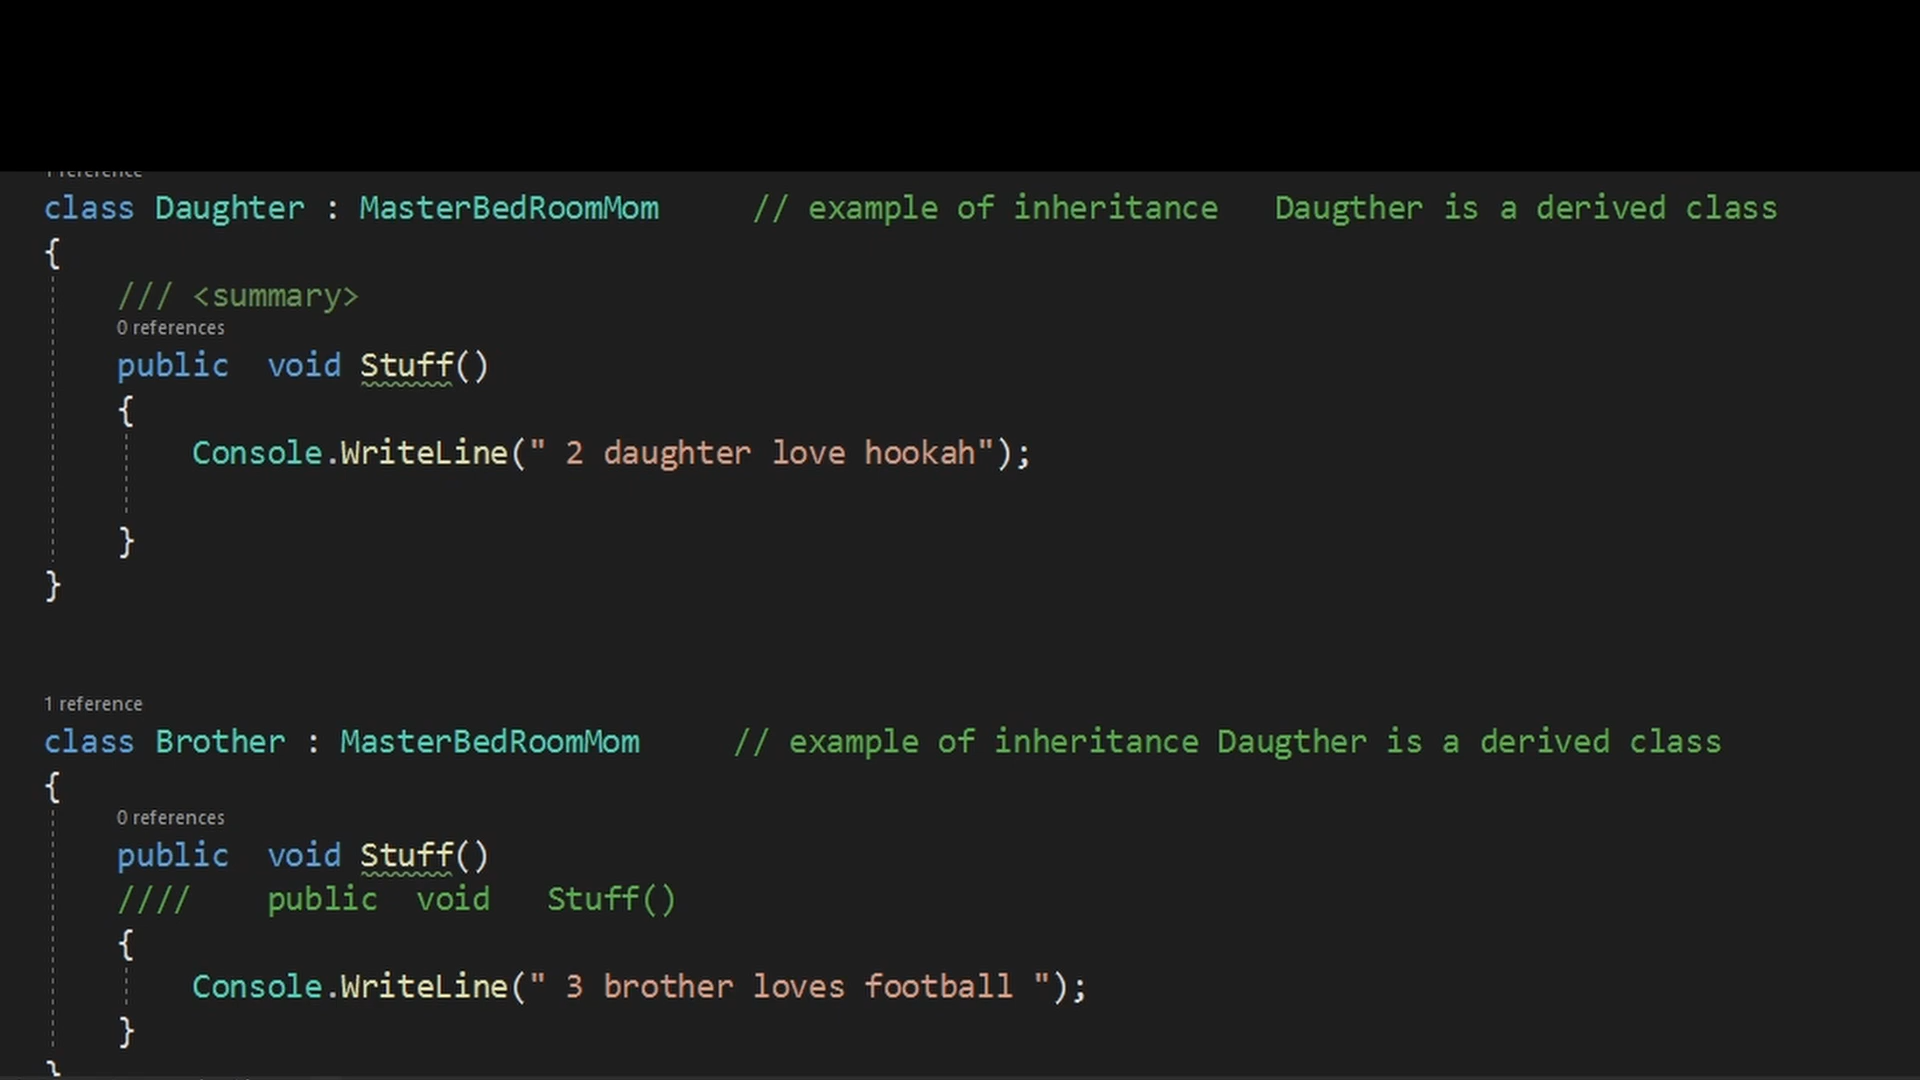 1 reference
class Daughter : MasterBedRoomMom // example of inheritance Daugther is a derived class
{
/// <summary>
0 references
public void Stuff()
{
Console.WriteLine(" 2 daughter love hookah");
}
}
1 reference
class Brother : MasterBedRoomMom // example of inheritance Daugther is a derived class
{
0 references
public void Stuff()
//// public void Stuff()
{
Console.WriteLine(" 3 brother loves football ");
}
}